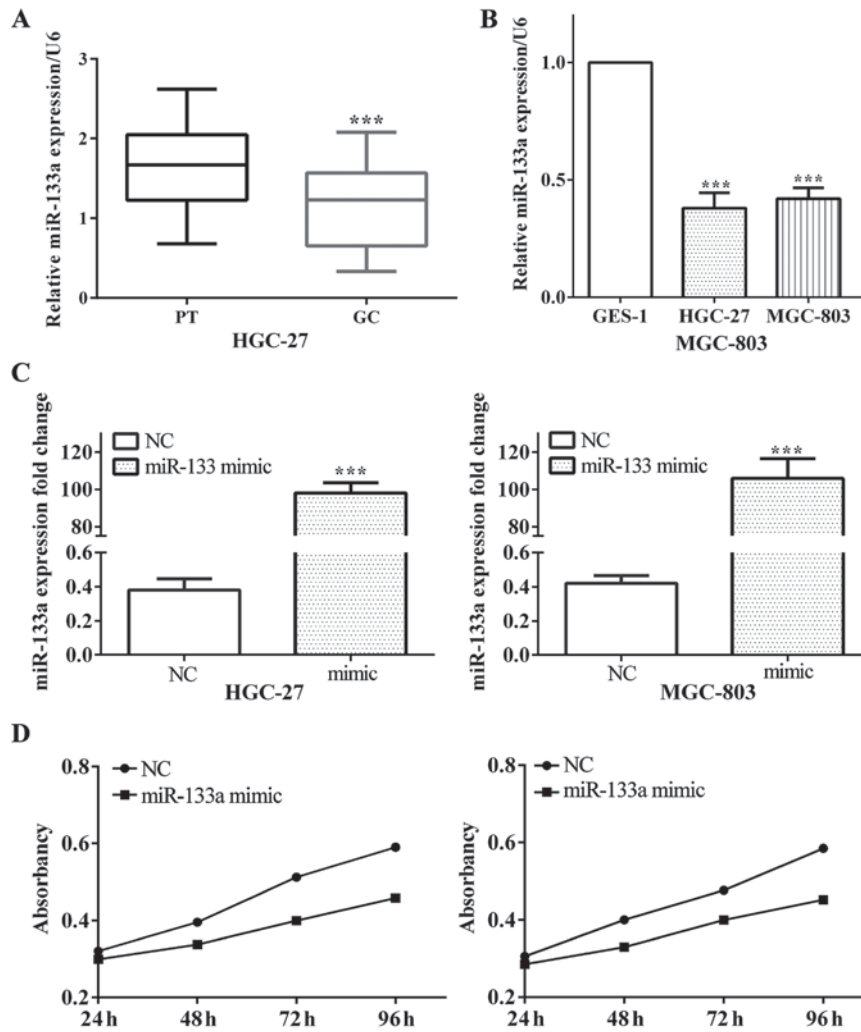 A
Relative miR-133a expression/U6
3
2
1
0
***
PT
GC
HGC-27
B
Relative miR-133a expression/U6
1.0
0.5
0.0
***
***
GES-1
HGC-27
MGC-803
MGC-803
C
miR-133a expression fold change
120
100
80
0.6
0.4
0.2
0.0
NC
miR-133 mimic
***
NC
mimic
HGC-27
miR-133a expression fold change
120
100
80
0.6
0.4
0.2
0.0
NC
miR-133 mimic
***
NC
mimic
MGC-803
D
Absorbancy
0.8
0.6
0.4
0.2
NC
miR-133a mimic
24 h
48 h
72 h
96 h
Absorbancy
0.8
0.6
0.4
0.2
NC
miR-133a mimic
24 h
48 h
72 h
96 h